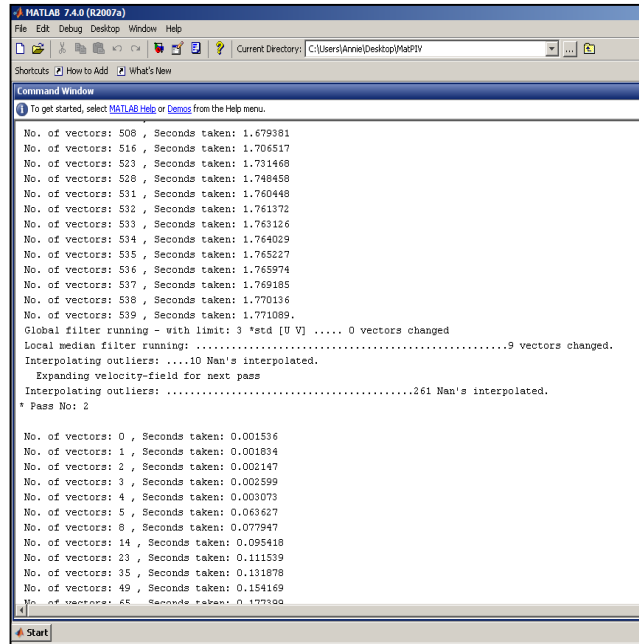 MATLAB 7.4.0 (R2007a)
File Edit Debug Desktop Window Help
Current Directory: C:\Users\Annie\Desktop\MatPIV
Shortcuts How to Add What's New
Command Window
To get started, select MATLAB Help or Demos from the Help menu.
No. of vectors: 508 , Seconds taken: 1.679381
No. of vectors: 516 , Seconds taken: 1.706517
No. of vectors: 523 , Seconds taken: 1.731468
No. of vectors: 528 , Seconds taken: 1.748458
No. of vectors: 531 , Seconds taken: 1.760448
No. of vectors: 532 , Seconds taken: 1.761372
No. of vectors: 533 , Seconds taken: 1.763126
No. of vectors: 534 , Seconds taken: 1.764029
No. of vectors: 535 , Seconds taken: 1.765227
No. of vectors: 536 , Seconds taken: 1.765974
No. of vectors: 537 , Seconds taken: 1.769185
No. of vectors: 538 , Seconds taken: 1.770136
No. of vectors: 539 , Seconds taken: 1.771089.
Global filter running - with limit: 3 *std [U V] ..... 0 vectors changed
Local median filter running: .....................................................9 vectors changed.
Interpolating outliers: ....10 Nan's interpolated.
Expanding velocity-field for next pass
Interpolating outliers: ..........................................261 Nan's interpolated.
* Pass No: 2
No. of vectors: 0 , Seconds taken: 0.001536
No. of vectors: 1 , Seconds taken: 0.001834
No. of vectors: 2 , Seconds taken: 0.002147
No. of vectors: 3 , Seconds taken: 0.002599
No. of vectors: 4 , Seconds taken: 0.003073
No. of vectors: 5 , Seconds taken: 0.063627
No. of vectors: 8 , Seconds taken: 0.077947
No. of vectors: 14 , Seconds taken: 0.095418
No. of vectors: 23 , Seconds taken: 0.111539
No. of vectors: 35 , Seconds taken: 0.131878
No. of vectors: 49 , Seconds taken: 0.154169
No. of vectors: 65 , Seconds taken: 0.177399
Start